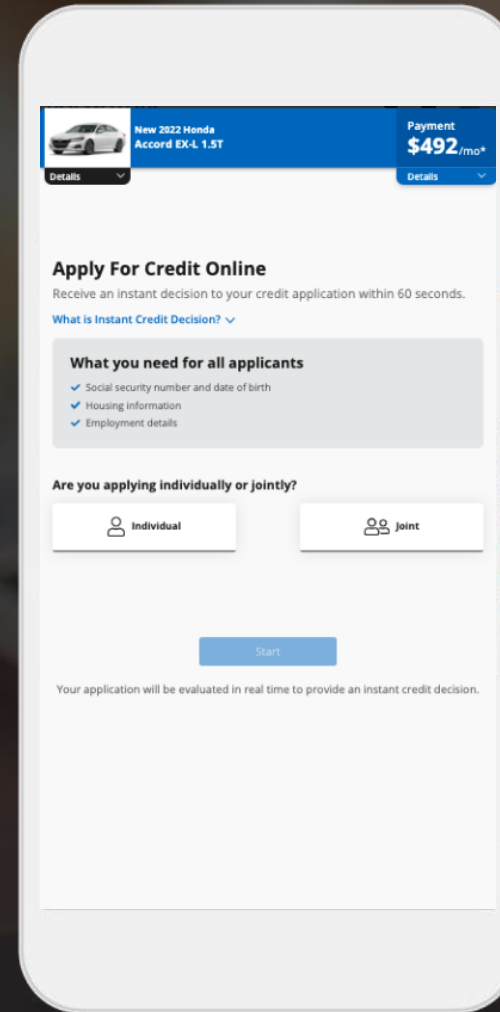 New 2022 Honda
Accord EX-L 1.5T
Payment
$492/mo*
Details
Details
Apply For Credit Online
Receive an instant decision to your credit application within 60 seconds.
What is Instant Credit Decision?
What you need for all applicants
Social security number and date of birth
Housing information
Employment details
Are you applying individually or jointly?
Individual
Joint
Start
Your application will be evaluated in real time to provide an instant credit decision.